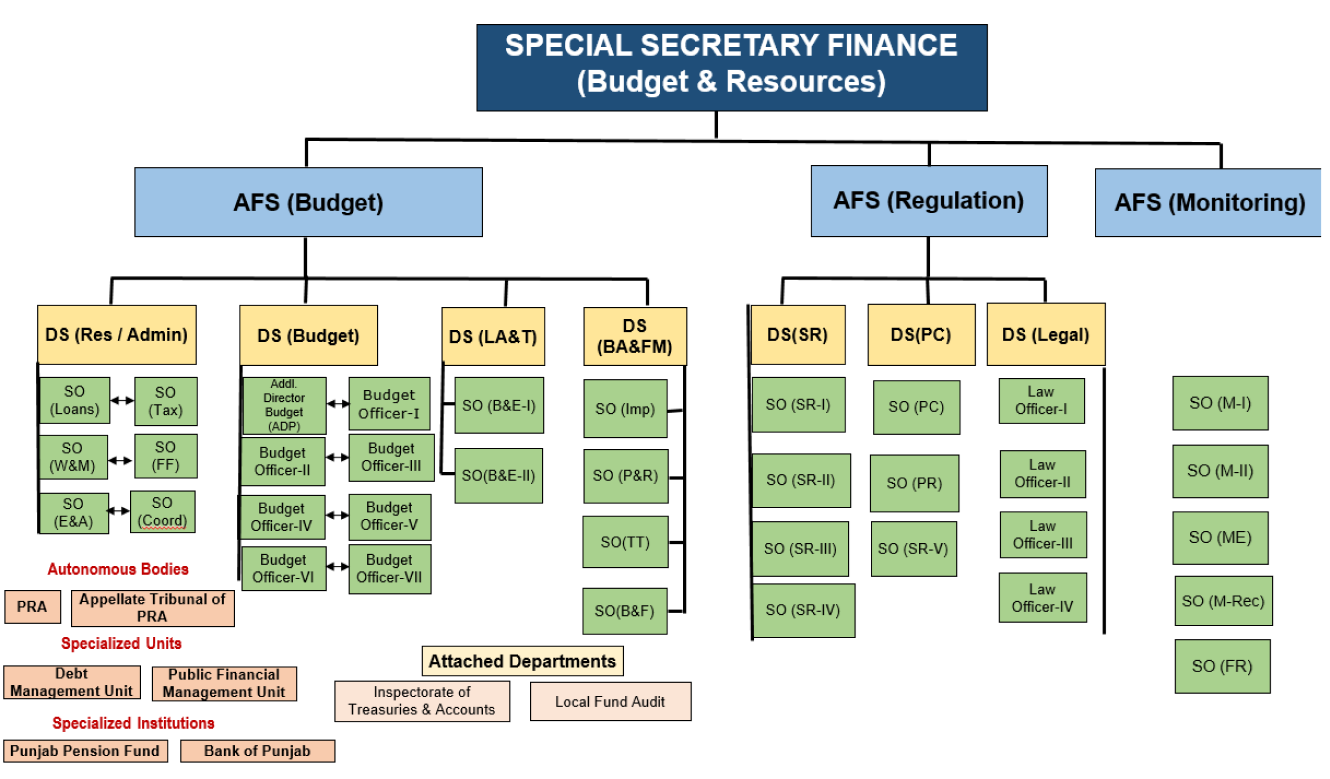 SPECIAL SECRETARY FINANCE
(Budget & Resources)
AFS (Budget)
AFS (Regulation)
AFS (Monitoring)
DS (Res / Admin)
DS (Budget)
DS (LA&T)
DS
(BA&FM)
DS(SR)
DS(PC)
DS (Legal)
SO
(Loans)
SO
(Tax)
SO
(W&M)
SO
(FF)
SO
(E&A)
SO
(Coord)
Addl.
Director
Budget
(ADP)
Budget
Officer-I
Budget
Officer-II
Budget
Officer-III
Budget
Officer-IV
Budget
Officer-V
Budget
Officer-VI
Budget
Officer-VII
SO (B&E-I)
SO(B&E-II)
SO (Imp)
SO (P&R)
SO(TT)
SO(B&F)
SO (SR-I)
SO (SR-II)
SO (SR-III)
SO (SR-IV)
SO (PC)
SO (PR)
SO (SR-V)
Law
Officer-I
Law
Officer-II
Law
Officer-III
Law
Officer-IV
SO (M-I)
SO (M-II)
SO (ME)
SO (M-Rec)
SO (FR)
Autonomous Bodies
PRA
Appellate Tribunal of
PRA
Specialized Units
Debt
Management Unit
Public Financial
Management Unit
Specialized Institutions
Punjab Pension Fund
Bank of Punjab
Attached Departments
Inspectorate of
Treasuries & Accounts
Local Fund Audit